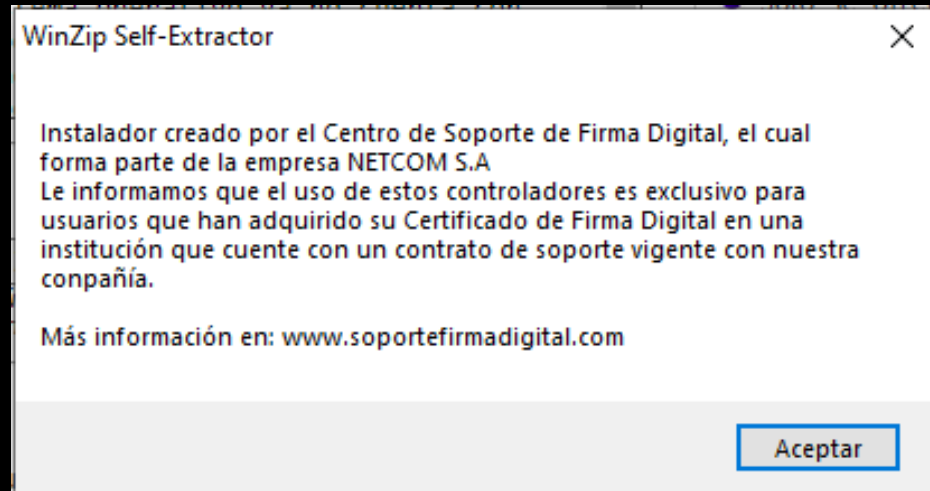 WinZip Self-Extractor
Instalador creado por el Centro de Soporte de Firma Digital, el cual
forma parte de la empresa NETCOM S.A
Le informamos que el uso de estos controladores es exclusivo para
usuarios que han adquirido su Certificado de Firma Digital en una
institución que cuente con un contrato de soporte vigente con nuestra
conpañía.
Más información en: www.soportefirmadigital.com
Aceptar